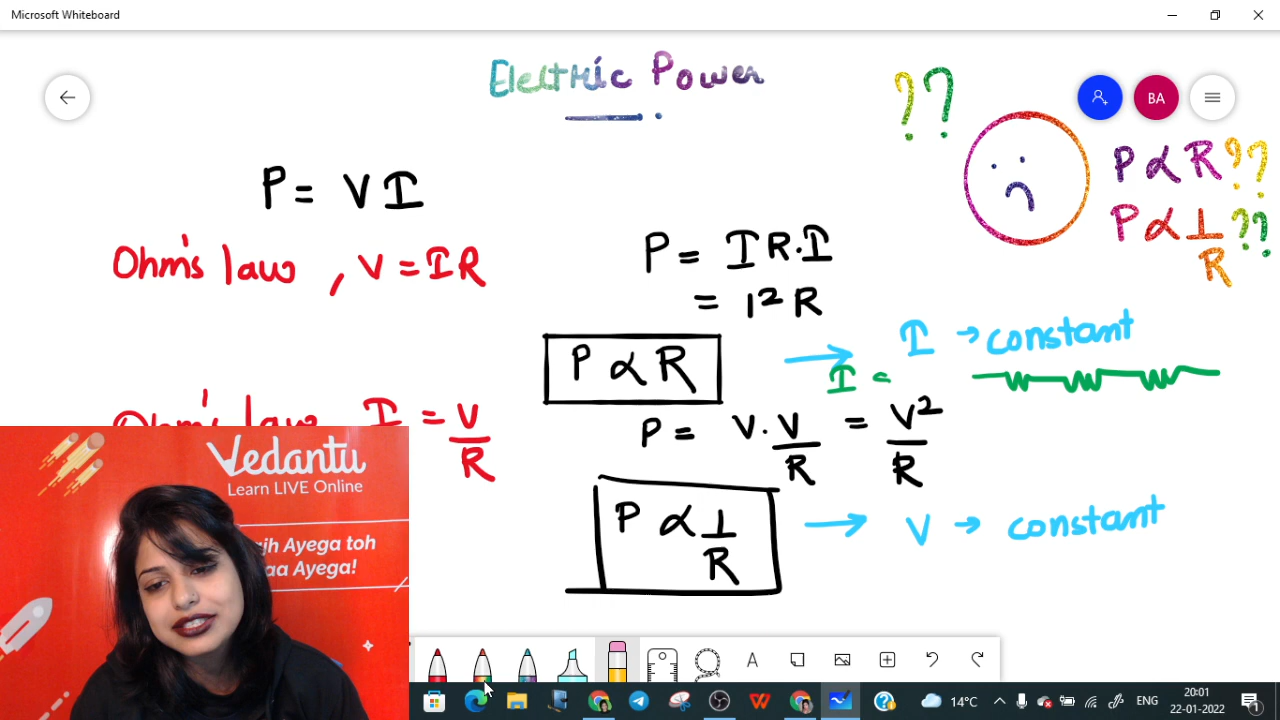 Microsoft Whiteboard
Electric Power
??
BA
P ∝ R??
P ∝ 1/R ??
P = VI
Ohm's law, V = IR
P = IR.I
= I²R
P ∝ R
I → constant
I =
Ohm's law I = V/R
P = V.V/R = V²/R
P ∝ 1/R
V → constant
Vedantu
Learn LIVE Online
Ayega toh
Ayega!
A
14°C
ENG
20:01
22-01-2022
1